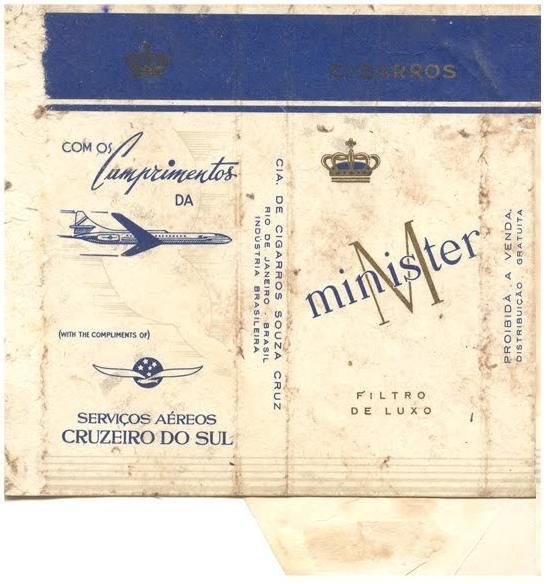 CIGARROS
COM OS
Cumprimentos
DA
(WITH THE COMPLIMENTS OF)
SERVIÇOS AÉREOS
CRUZEIRO DO SUL
CIA. DE CIGARROS SOUZA CRUZ
RIO DE JANEIRO - BRASIL
INDÚSTRIA BRASILEIRA
M
minister
FILTRO
DE LUXO
PROIBIDA A VENDA.
DISTRIBUIÇÃO GRATUITA